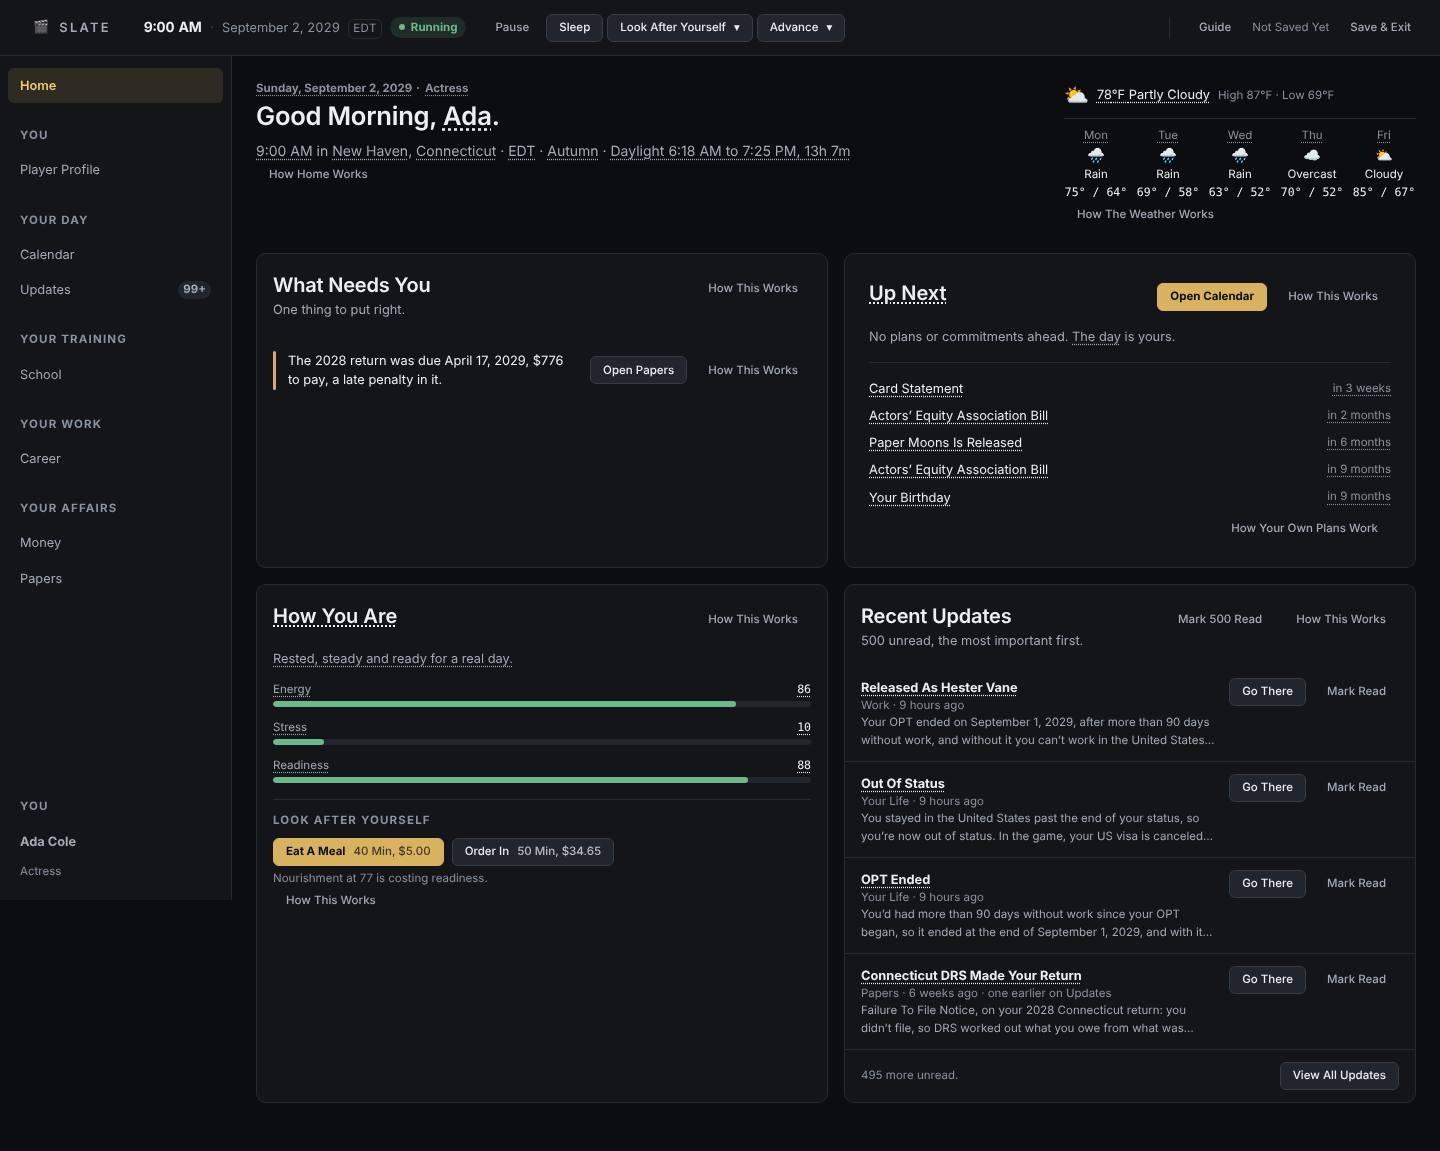 SLATE
9:00 AM · September 2, 2029 EDT Running Pause Sleep Look After Yourself ▾ Advance ▾ Guide Not Saved Yet Save & Exit
Home
YOU
Player Profile
YOUR DAY
Calendar
Updates 99+
YOUR TRAINING
School
YOUR WORK
Career
YOUR AFFAIRS
Money
Papers
YOU
Ada Cole
Actress
Sunday, September 2, 2029 · Actress
Good Morning, Ada.
9:00 AM in New Haven, Connecticut · EDT · Autumn · Daylight 6:18 AM to 7:25 PM, 13h 7m
How Home Works
78°F Partly Cloudy High 87°F · Low 69°F
Mon Tue Wed Thu Fri
Rain Rain Rain Overcast Cloudy
75° / 64° 69° / 58° 63° / 52° 70° / 52° 85° / 67°
How The Weather Works
What Needs You How This Works
One thing to put right.
The 2028 return was due April 17, 2029, $776
to pay, a late penalty in it.
Open Papers How This Works
Up Next Open Calendar How This Works
No plans or commitments ahead. The day is yours.
Card Statement in 3 weeks
Actors’ Equity Association Bill in 2 months
Paper Moons Is Released in 6 months
Actors’ Equity Association Bill in 9 months
Your Birthday in 9 months
How Your Own Plans Work
How You Are How This Works
Rested, steady and ready for a real day.
Energy 86
Stress 10
Readiness 88
LOOK AFTER YOURSELF
Eat A Meal 40 Min, $5.00 Order In 50 Min, $34.65
Nourishment at 77 is costing readiness.
How This Works
Recent Updates Mark 500 Read How This Works
500 unread, the most important first.
Released As Hester Vane Go There Mark Read
Work · 9 hours ago
Your OPT ended on September 1, 2029, after more than 90 days
without work, and without it you can’t work in the United States…
Out Of Status Go There Mark Read
Your Life · 9 hours ago
You stayed in the United States past the end of your status, so
you’re now out of status. In the game, your US visa is canceled…
OPT Ended Go There Mark Read
Your Life · 9 hours ago
You’d had more than 90 days without work since your OPT
began, so it ended at the end of September 1, 2029, and with it…
Connecticut DRS Made Your Return Go There Mark Read
Papers · 6 weeks ago · one earlier on Updates
Failure To File Notice, on your 2028 Connecticut return: you
didn’t file, so DRS worked out what you owe from what was…
495 more unread. View All Updates